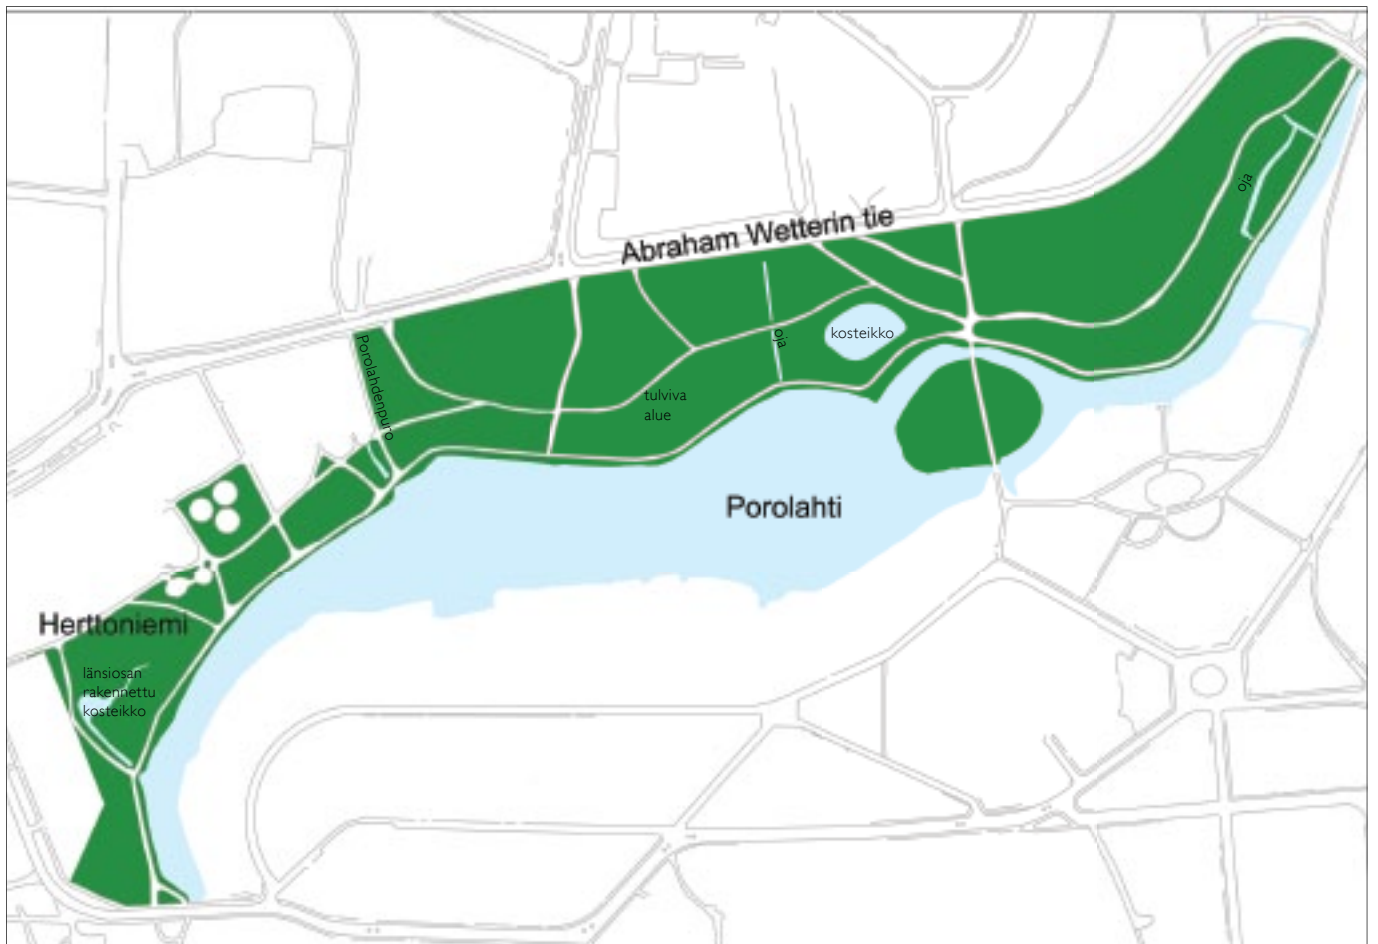 oja
Abraham Wetterin tie
kosteikko
oja
Porolahdenpuro
tulviva
alue
Porolahti
Herttoniemi
länsiosan
rakennettu
kosteikko